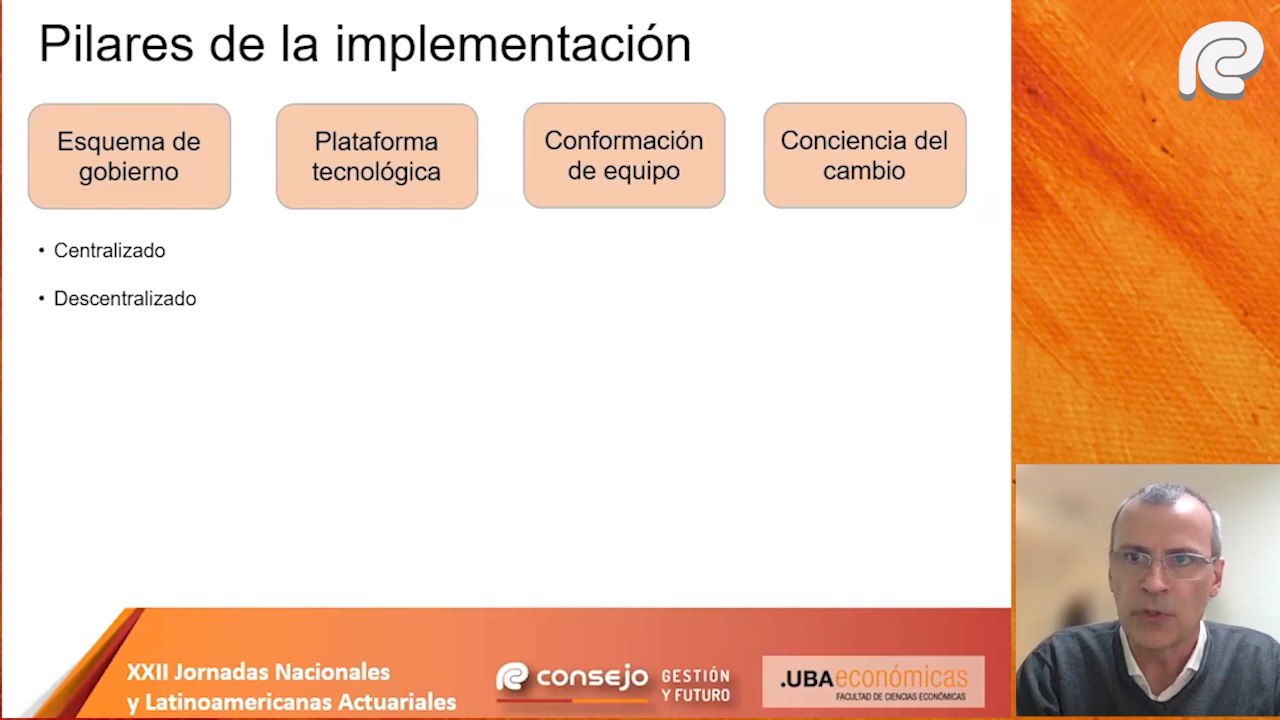 Pilares de la implementación
Esquema de
gobierno
Plataforma
tecnológica
Conformación
de equipo
Conciencia del
cambio
• Centralizado
• Descentralizado
XXII Jornadas Nacionales
y Latinoamericanas Actuariales
consejo
GESTIÓN
Y FUTURO
.UBAeconómicas
FACULTAD DE CIENCIAS ECONÓMICAS